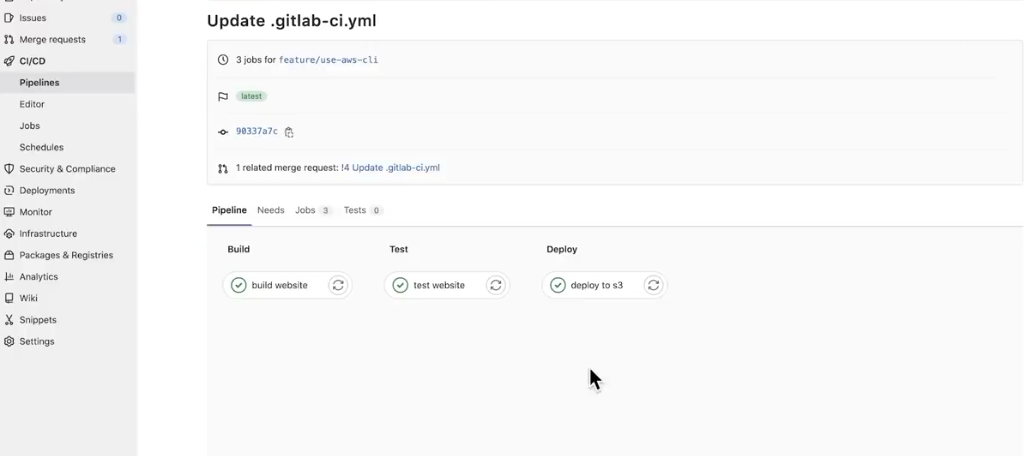 Issues 0
Merge requests 1
CI/CD
Pipelines
Editor
Jobs
Schedules
Security & Compliance
Deployments
Monitor
Infrastructure
Packages & Registries
Analytics
Wiki
Snippets
Settings
Update .gitlab-ci.yml
3 jobs for feature/use-aws-cli
latest
90337a7c
1 related merge request: !4 Update .gitlab-ci.yml
Pipeline Needs Jobs 3 Tests 0
Build Test Deploy
build website test website deploy to s3